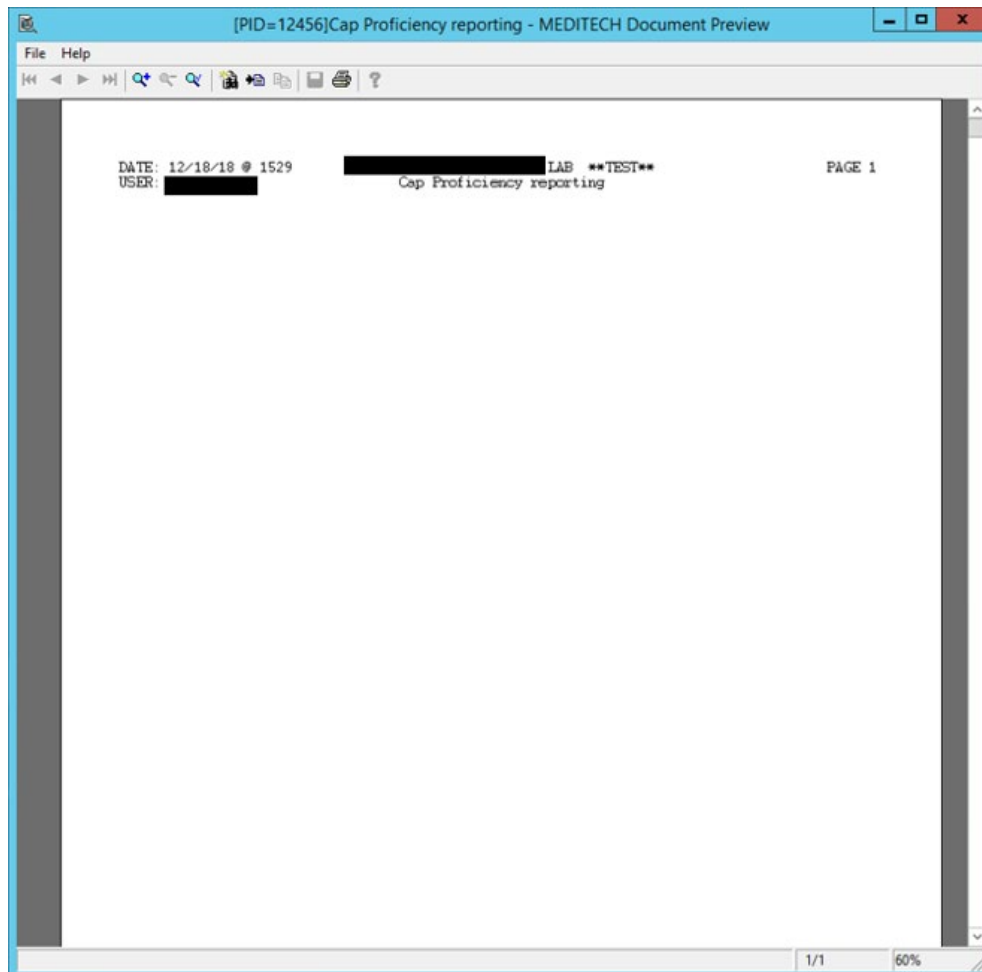 [PID=12456]Cap Proficiency reporting - MEDITECH Document Preview
File Help
DATE: 12/18/18 @ 1529 LAB **TEST** PAGE 1
USER: Cap Proficiency reporting
1/1 60%